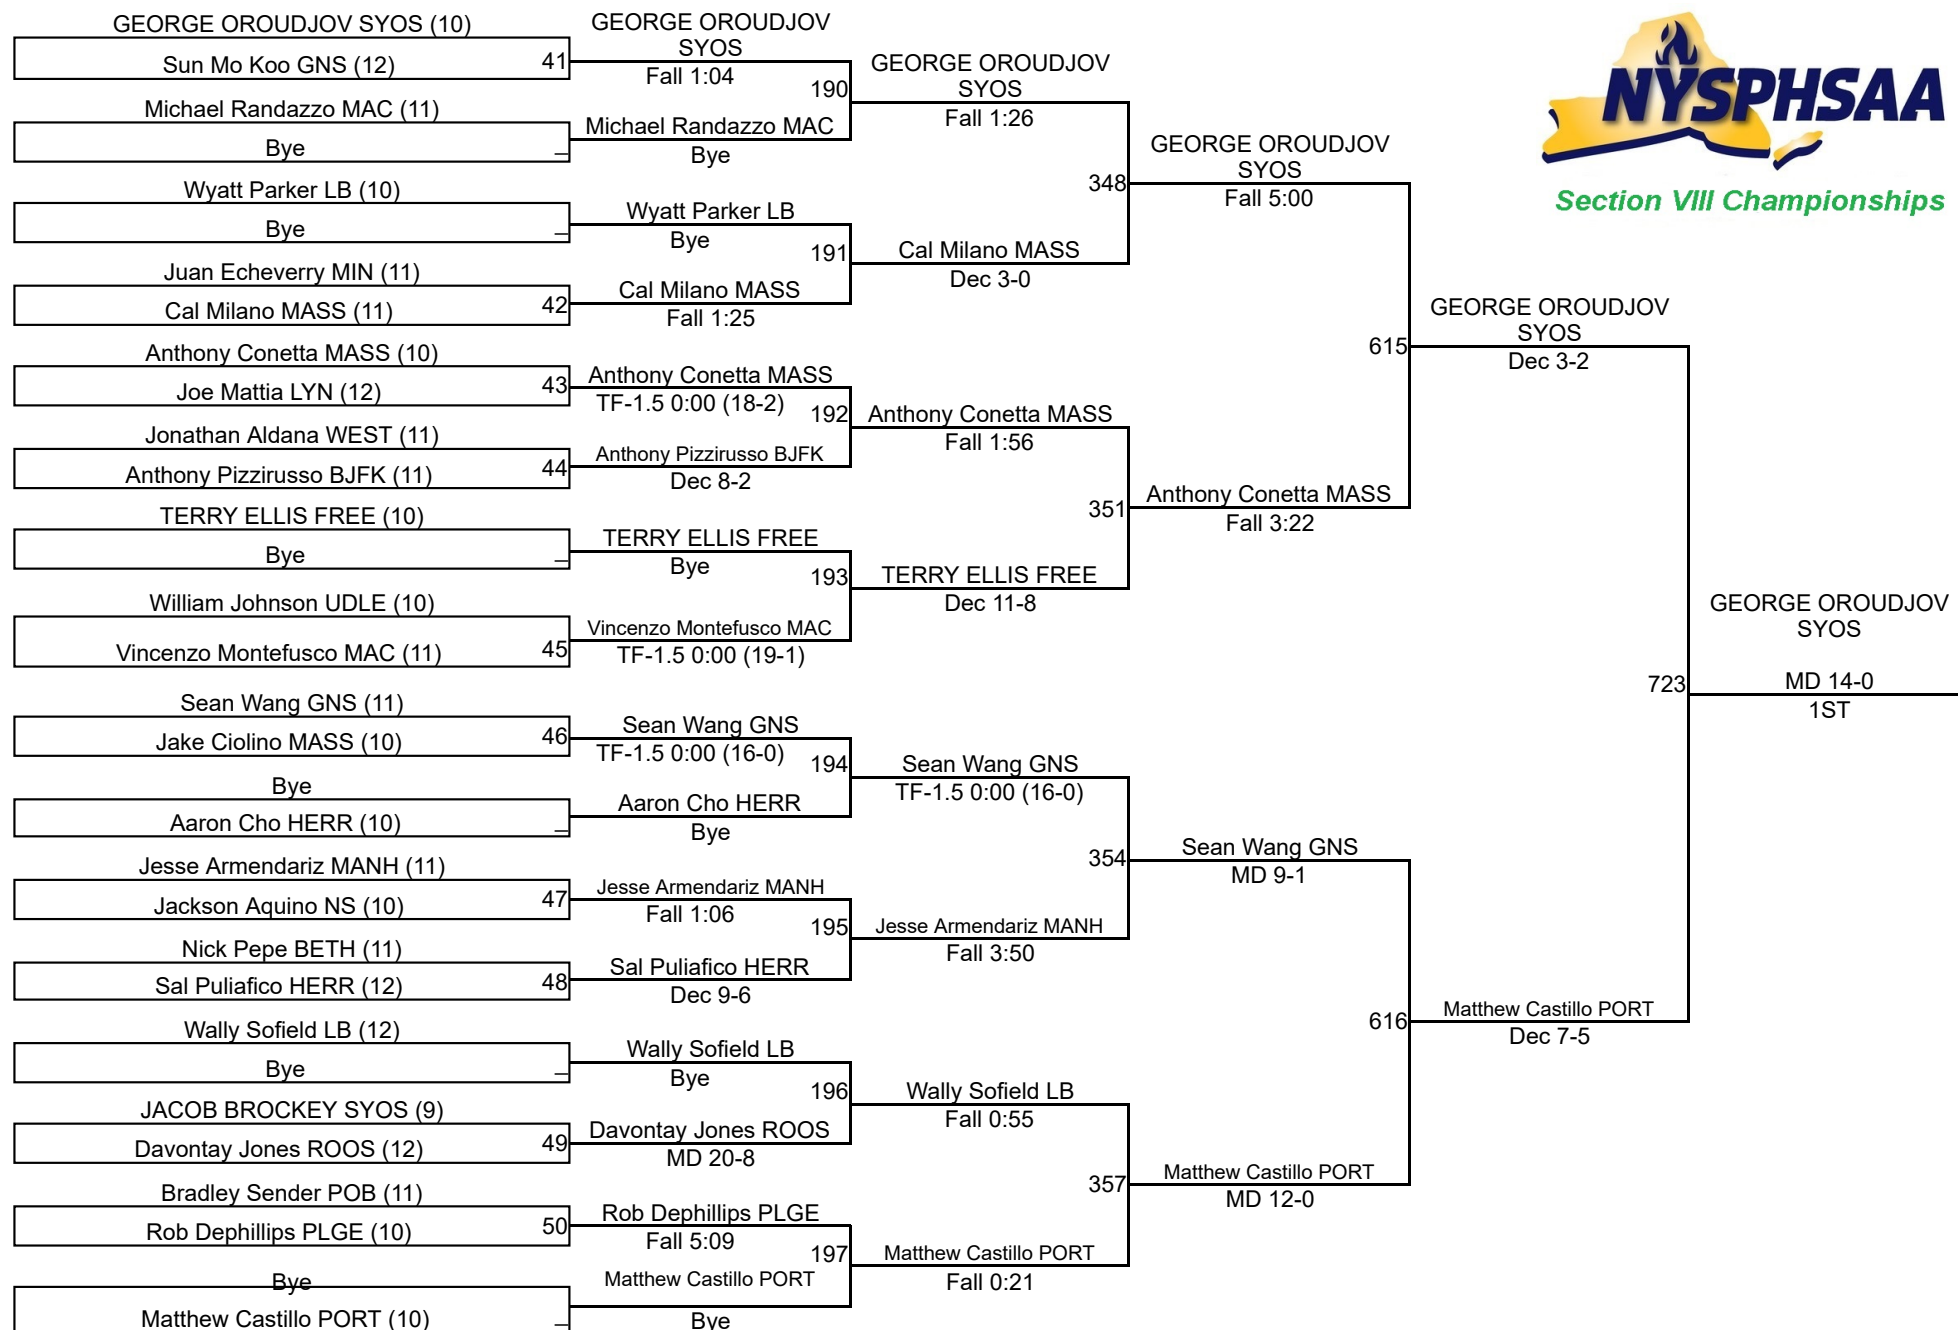 GEORGE OROUDJOV SYOS (10)
Sun Mo Koo GNS (12)
41
Michael Randazzo MAC (11)
Bye
_
Wyatt Parker LB (10)
Bye
_
Juan Echeverry MIN (11)
Cal Milano MASS (11)
42
Anthony Conetta MASS (10)
Joe Mattia LYN (12)
43
Jonathan Aldana WEST (11)
Anthony Pizzirusso BJFK (11)
44
TERRY ELLIS FREE (10)
Bye
_
William Johnson UDLE (10)
Vincenzo Montefusco MAC (11)
45
Sean Wang GNS (11)
Jake Ciolino MASS (10)
46
Bye
Aaron Cho HERR (10)
_
Jesse Armendariz MANH (11)
Jackson Aquino NS (10)
47
Nick Pepe BETH (11)
Sal Puliafico HERR (12)
48
Wally Sofield LB (12)
Bye
_
JACOB BROCKEY SYOS (9)
Davontay Jones ROOS (12)
49
Bradley Sender POB (11)
Rob Dephillips PLGE (10)
50
Bye
Matthew Castillo PORT (10)
_
GEORGE OROUDJOV
SYOS
Fall 1:04
190
Michael Randazzo MAC
Bye
Wyatt Parker LB
Bye
191
Cal Milano MASS
Fall 1:25
Anthony Conetta MASS
TF-1.5 0:00 (18-2)
192
Anthony Pizzirusso BJFK
Dec 8-2
TERRY ELLIS FREE
Bye
193
Vincenzo Montefusco MAC
TF-1.5 0:00 (19-1)
Sean Wang GNS
TF-1.5 0:00 (16-0)
194
Aaron Cho HERR
Bye
Jesse Armendariz MANH
Fall 1:06
195
Sal Puliafico HERR
Dec 9-6
Wally Sofield LB
Bye
196
Davontay Jones ROOS
MD 20-8
Rob Dephillips PLGE
Fall 5:09
197
Matthew Castillo PORT
Bye
GEORGE OROUDJOV
SYOS
Fall 1:26
348
Cal Milano MASS
Dec 3-0
Anthony Conetta MASS
Fall 1:56
351
TERRY ELLIS FREE
Dec 11-8
Sean Wang GNS
TF-1.5 0:00 (16-0)
354
Jesse Armendariz MANH
Fall 3:50
Wally Sofield LB
Fall 0:55
357
Matthew Castillo PORT
Fall 0:21
GEORGE OROUDJOV
SYOS
Fall 5:00
615
Anthony Conetta MASS
Fall 3:22
Sean Wang GNS
MD 9-1
616
Matthew Castillo PORT
MD 12-0
GEORGE OROUDJOV
SYOS
Dec 3-2
723
Matthew Castillo PORT
Dec 7-5
GEORGE OROUDJOV
SYOS
MD 14-0
1ST
NYSPHSAA
Section VIII Championships